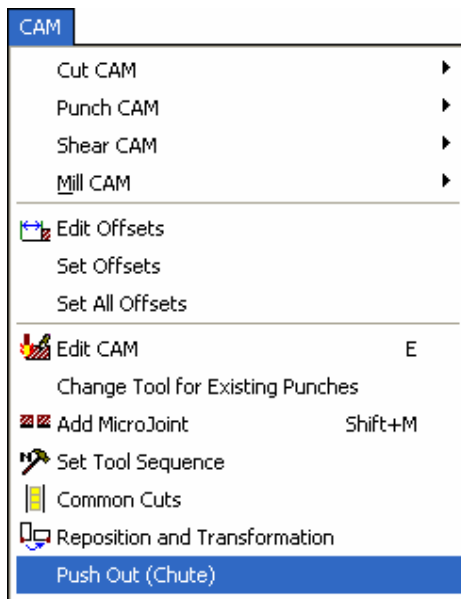 CAM
Cut CAM
Punch CAM
Shear CAM
Mill CAM
Edit Offsets
Set Offsets
Set All Offsets
Edit CAM E
Change Tool for Existing Punches
Add MicroJoint Shift+M
Set Tool Sequence
Common Cuts
Reposition and Transformation
Push Out (Chute)